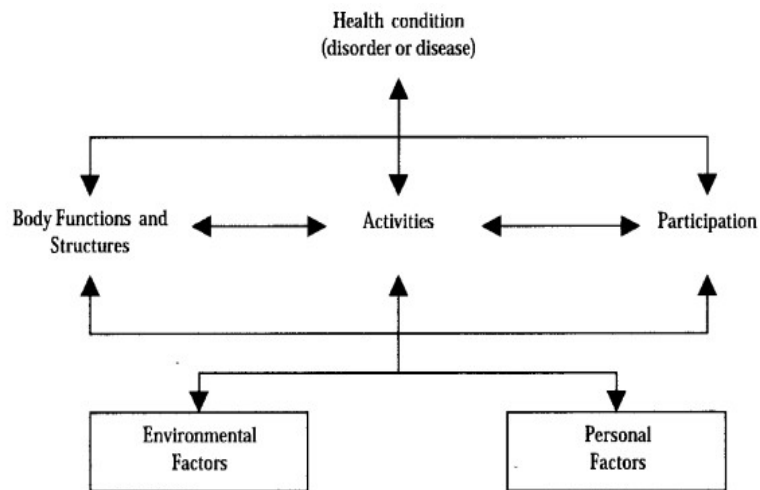 Health condition
(disorder or disease)
Body Functions and
Structures
Activities
Participation
Environmental
Factors
Personal
Factors